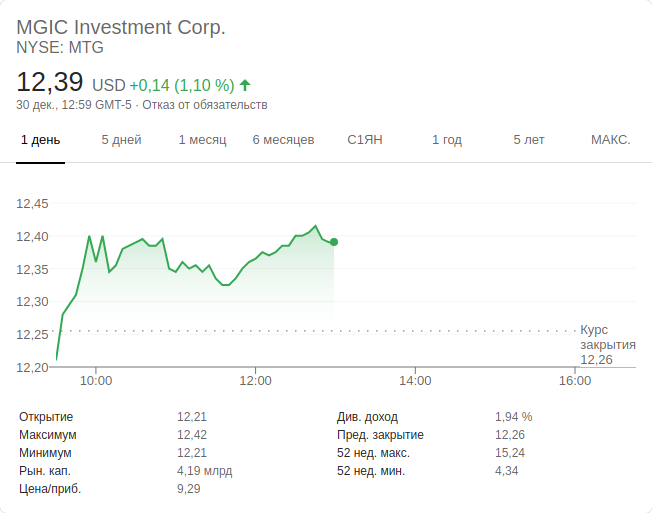 MGIC Investment Corp.
NYSE: MTG
12,39 USD +0,14 (1,10 %)
30 дек., 12:59 GMT-5 · Отказ от обязательств
1 день 5 дней 1 месяц 6 месяцев С1ЯН 1 год 5 лет МАКС.
12,45
12,40
12,35
12,30
12,25
12,20
Курс
закрытия
12,26
10:00 12:00 14:00 16:00
Открытие 12,21 Див. доход 1,94 %
Максимум 12,42 Пред. закрытие 12,26
Минимум 12,21 52 нед. макс. 15,24
Рын. кап. 4,19 млрд 52 нед. мин. 4,34
Цена/приб. 9,29